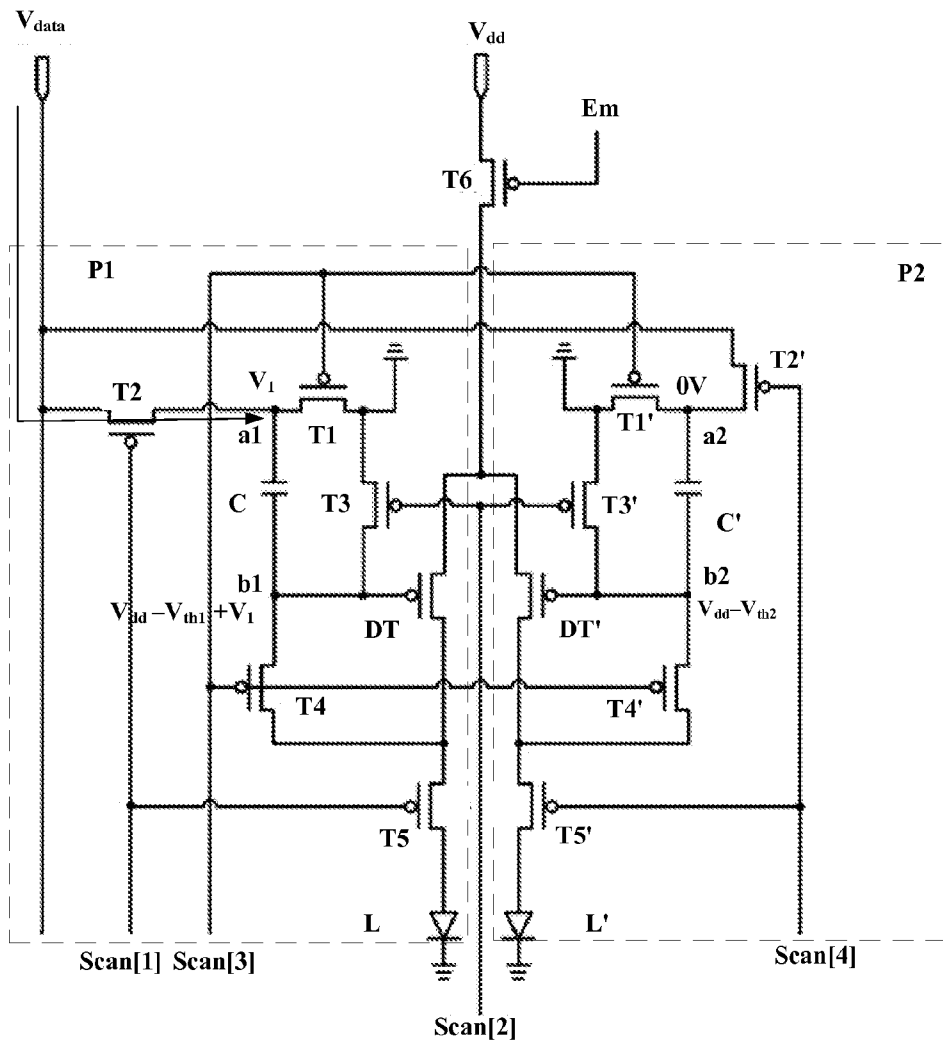 Vdata
Vdd
Em
T6
P1
P2
T2
V1
T1
a1
0V
T1'
a2
T2'
C
T3
T3'
C'
b1
b2
Vdd –Vth1 +V1
DT
DT'
Vdd–Vth2
T4
T4'
T5
T5'
L
L'
Scan[1]
Scan[3]
Scan[4]
Scan[2]